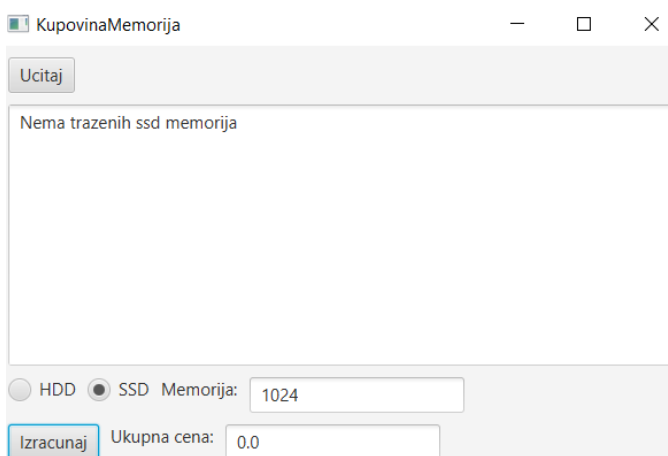 KupovinaMemorija
Ucitaj
Nema trazenih ssd memorija
HDD SSD Memorija: 1024
Izracunaj Ukupna cena: 0.0